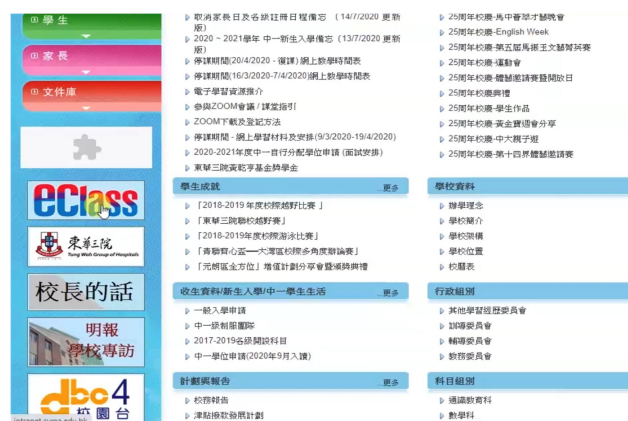 學生
家長
文件庫
eClass
東華三院
Tung Wah Group of Hospitals
校長的話
明報
學校專訪
dbc4
校園台
取消家長日及各級註冊日程備忘 (14/7/2020 更新
版)
2020 ~ 2021學年 中一新生入學備忘 (13/7/2020 更新
版)
停課期間(20/4/2020 - 復課) 網上教學時間表
停課期間(16/3/2020-7/4/2020)網上教學時間表
電子學習資源推介
參與ZOOM會議 / 課堂指引
ZOOM下載及登記方法
停課期間 - 網上學習材料及安排(9/3/2020-19/4/2020)
2020-2021年度中一自行分配學位申請 (面試安排)
東華三院黃乾亨基金獎學金
學生成就
...更多
「2018-2019 年度校際越野比賽 」
「東華三院聯校越野賽」
「2018-2019年度校際游泳比賽 」
「青聯齊心盃──大灣區校際多角度辯論賽」
「元朗區全方位」增值計劃分享會暨頒獎典禮
收生資料/新生入學/中一學生生活
...更多
一般入學申請
中一級制服團隊
2017-2019各級開設科目
中一學位申請(2020年9月入讀)
計劃與報告
...更多
校務報告
津貼撥款發展計劃
25周年校慶-馬中菁英才藝晚會
25周年校慶-English Week
25周年校慶-第五屆馬振玉文藝菁英賽
25周年校慶-運動會
25周年校慶-體藝邀請賽暨開放日
25周年校慶典禮
25周年校慶-學生作品
25周年校慶-黃金寶週會分享
25周年校慶-中大親子遊
25周年校慶-第十四界體藝邀請賽
學校資料
辦學理念
學校簡介
學校架構
學校位置
校曆表
行政組別
其他學習經歷委員會
訓導委員會
輔導委員會
教務委員會
科目組別
通識教育科
數學科